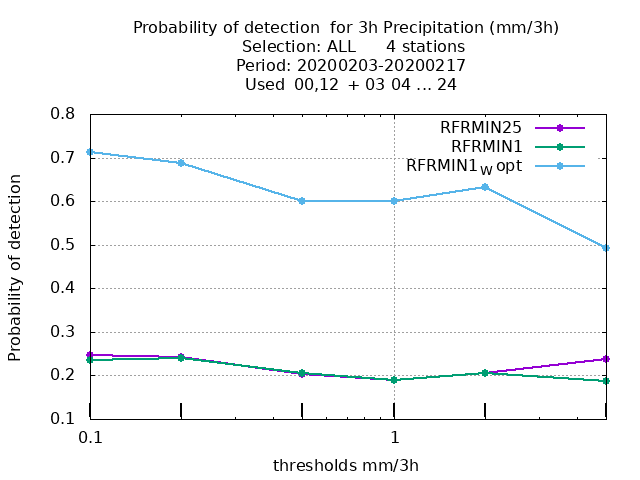 Probability of detection  for 3h Precipitation (mm/3h)
Selection: ALL      4 stations
Period: 20200203-20200217
Used  00,12  + 03 04 ... 24
RFRMIN25
RFRMIN1
RFRMIN1W opt
0.8
0.7
0.6
0.5
0.4
0.3
0.2
0.1
Probability of detection
0.1 1
thresholds mm/3h